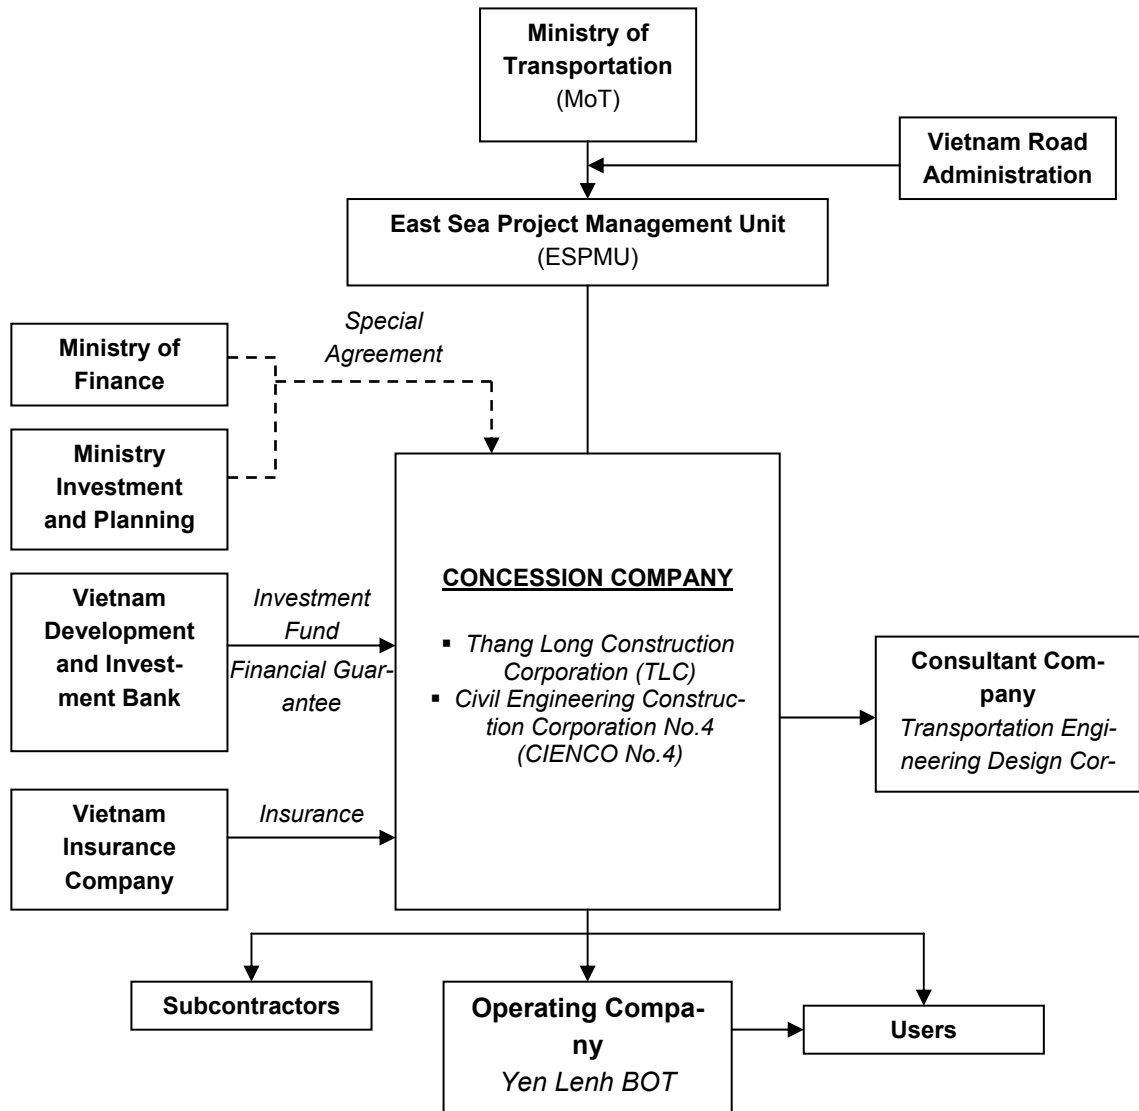 Ministry of
Transportation
(MoT)
Vietnam Road
Administration
East Sea Project Management Unit
(ESPMU)
Special
Agreement
Ministry of
Finance
Ministry
Investment
and Planning
CONCESSION COMPANY
▪ Thang Long Construction
Corporation (TLC)
▪ Civil Engineering Construc-
tion Corporation No.4
(CIENCO No.4)
Vietnam
Development
and Invest-
ment Bank
Investment
Fund
Financial Guar-
antee
Consultant Com-
pany
Transportation Engi-
neering Design Cor-
Vietnam
Insurance
Company
Insurance
Subcontractors
Operating Compa-
ny
Yen Lenh BOT
Users